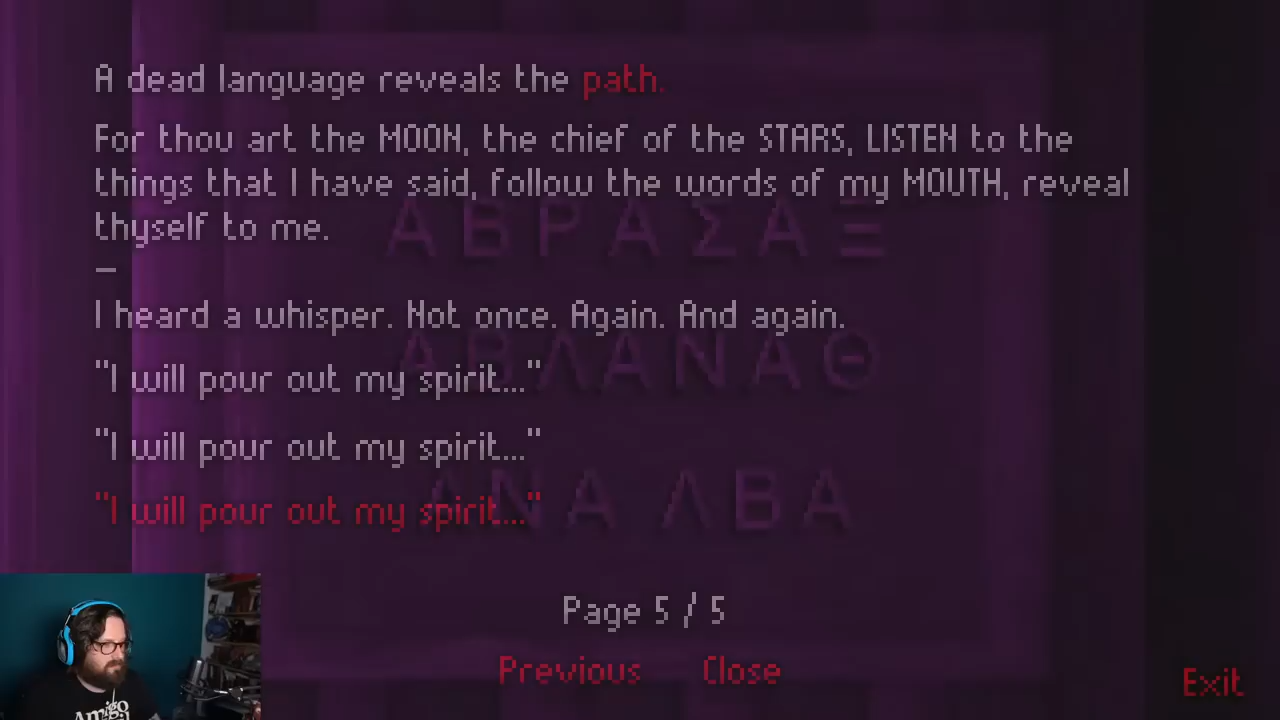 A dead language reveals the path.
For thou art the MOON, the chief of the STARS, LISTEN to the
things that I have said, follow the words of my MOUTH, reveal
thyself to me.
ΑΒΡΑΣΑΞ
—
I heard a whisper. Not once. Again. And again.
ΑΒΛΑΝΑΘ
"I will pour out my spirit..."
"I will pour out my spirit..."
ΑΝΑ ΛΒΑ
"I will pour out my spirit..."
Page 5 / 5
Previous Close
Exit
Amigo